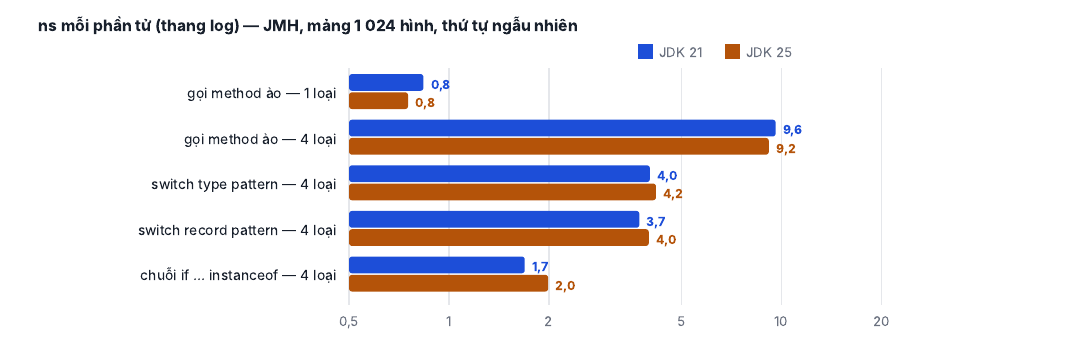 ns mỗi phần tử (thang log) — JMH, mảng 1 024 hình, thứ tự ngẫu nhiên
JDK 21 JDK 25
gọi method ảo — 1 loại 0,8 0,8
gọi method ảo — 4 loại 9,6 9,2
switch type pattern — 4 loại 4,0 4,2
switch record pattern — 4 loại 3,7 4,0
chuỗi if … instanceof — 4 loại 1,7 2,0
0,5 1 2 5 10 20